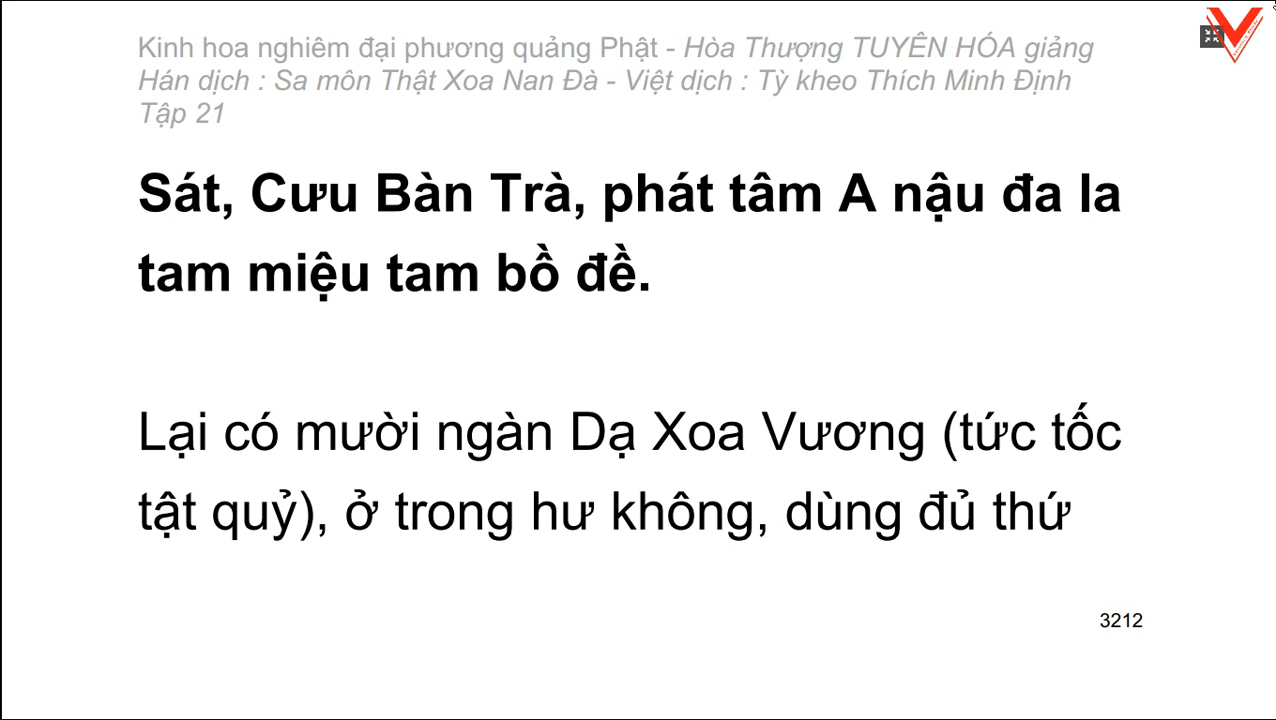 Kinh hoa nghiêm đại phương quảng Phật - Hòa Thượng TUYÊN HÓA giảng
Hán dịch : Sa môn Thật Xoa Nan Đà - Việt dịch : Tỳ kheo Thích Minh Định
Tập 21
Sát, Cưu Bàn Trà, phát tâm A nậu đa la
tam miệu tam bồ đề.
Lại có mười ngàn Dạ Xoa Vương (tức tốc
tật quỷ), ở trong hư không, dùng đủ thứ
3212